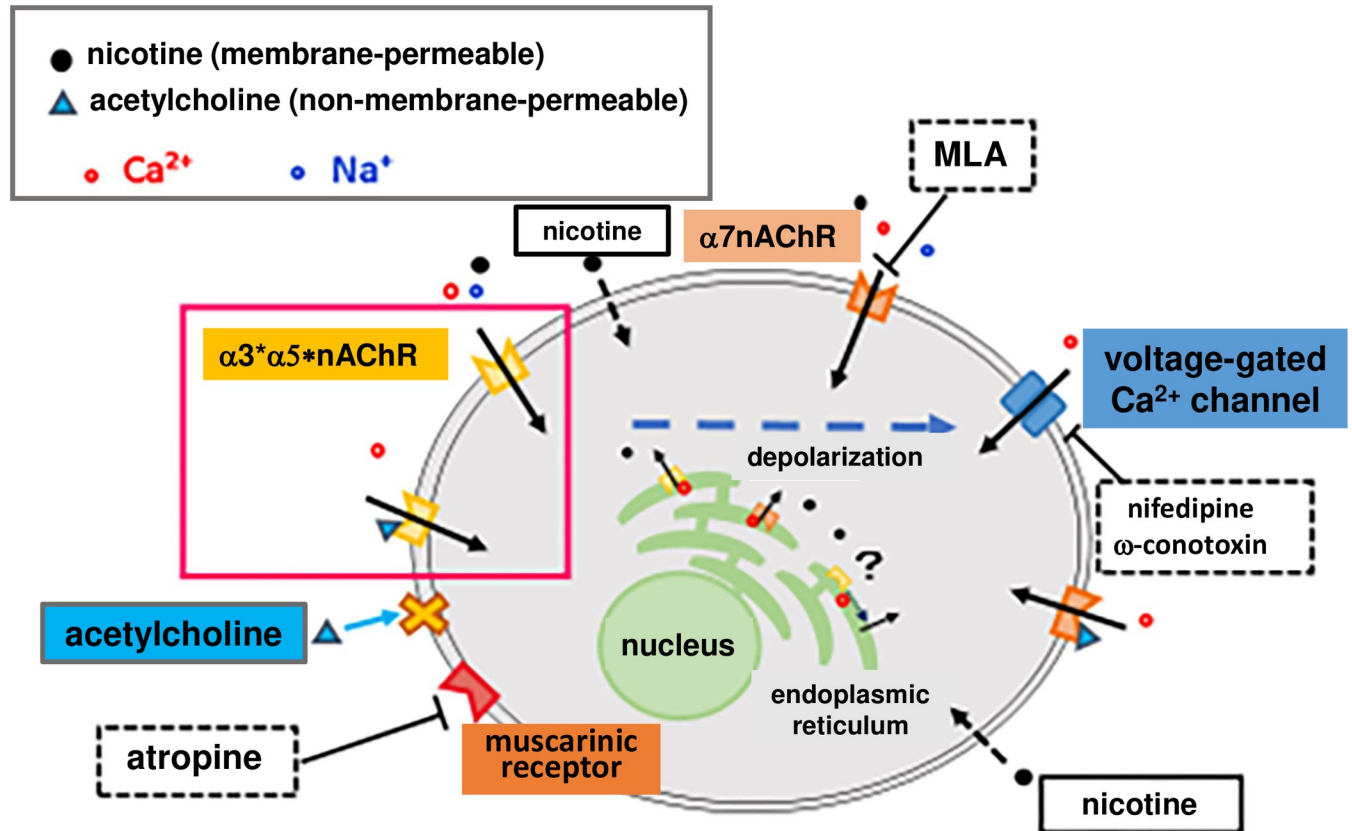 nicotine (membrane-permeable)
acetylcholine (non-membrane-permeable)
Ca²⁺ Na⁺
MLA
nicotine
α7nAChR
α3*α5*nAChR
voltage-gated
Ca²⁺ channel
depolarization
nifedipine
ω-conotoxin
?
acetylcholine
nucleus
endoplasmic
reticulum
muscarinic
receptor
atropine
nicotine